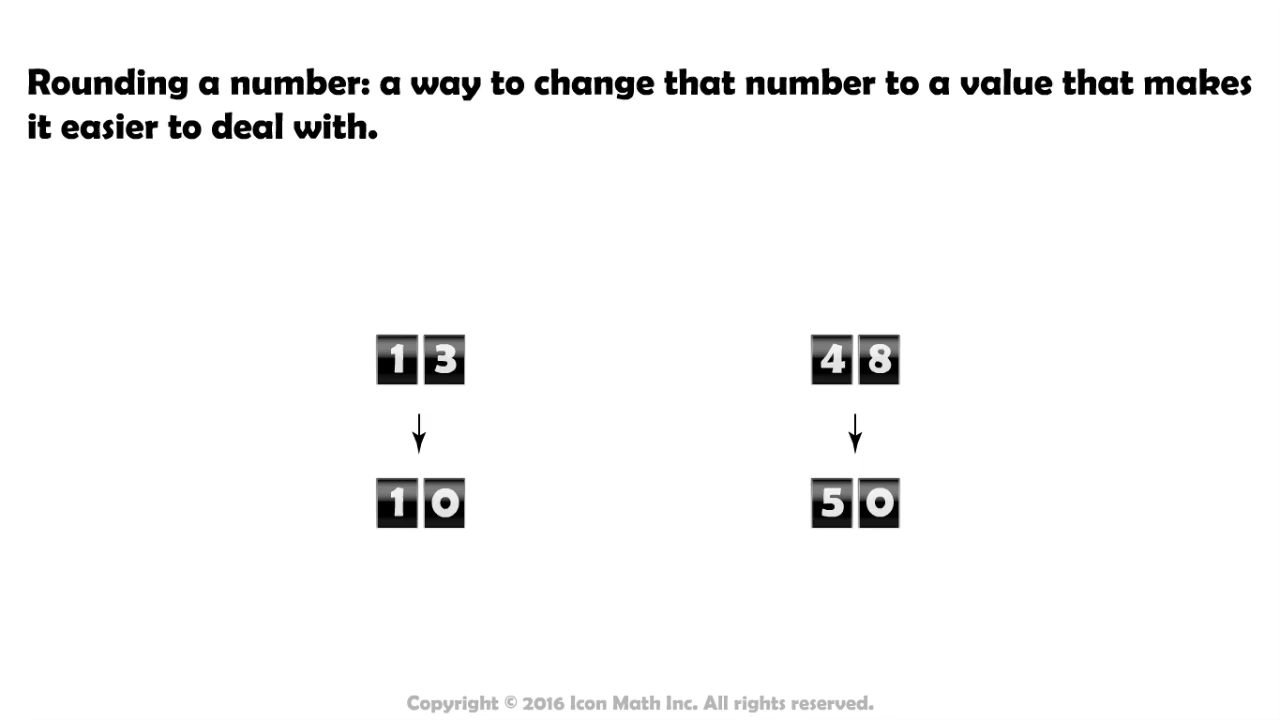 Rounding a number: a way to change that number to a value that makes
it easier to deal with.
13 48
10 50
Copyright © 2016 Icon Math Inc. All rights reserved.